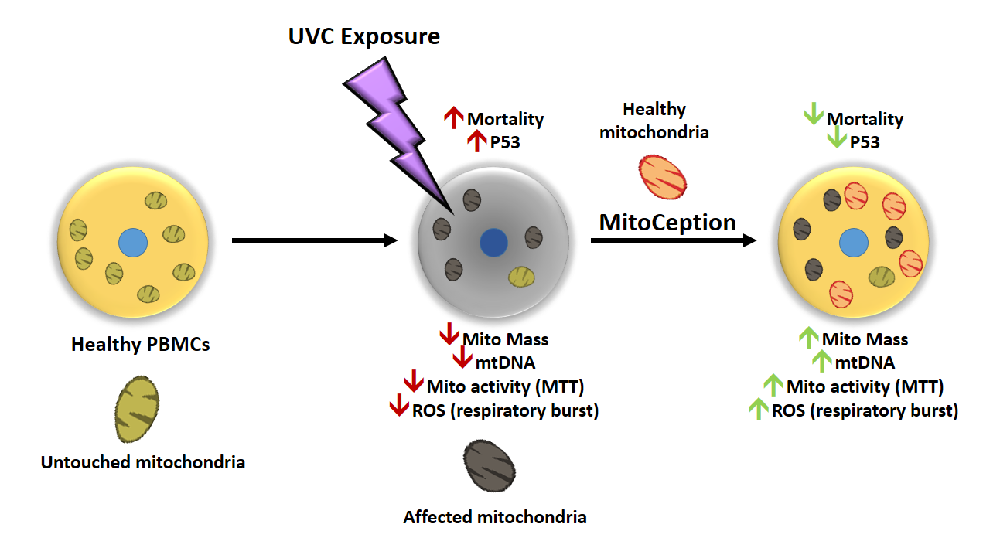 UVC Exposure
Mortality
P53
Healthy
mitochondria
Mortality
P53
MitoCeption
Healthy PBMCs
Mito Mass
mtDNA
Mito activity (MTT)
ROS (respiratory burst)
Mito Mass
mtDNA
Mito activity (MTT)
ROS (respiratory burst)
Untouched mitochondria
Affected mitochondria